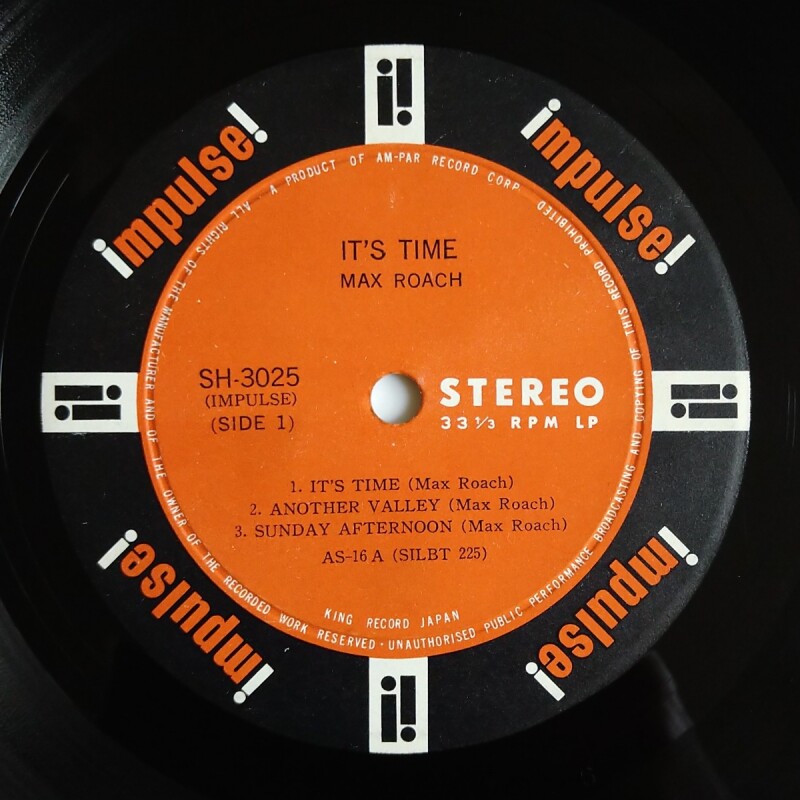 impulse!
impulse!
A PRODUCT OF AM-PAR RECORD CORP.
IT'S TIME
MAX ROACH
SH-3025
(IMPULSE)
(SIDE 1)
STEREO
33 1/3 RPM LP
1. IT'S TIME (Max Roach)
2. ANOTHER VALLEY (Max Roach)
3. SUNDAY AFTERNOON (Max Roach)
AS-16 A (SILBT 225)
KING RECORD JAPAN
ALL RIGHTS OF THE MANUFACTURER AND OF THE OWNER OF THE RECORDED WORK RESERVED · UNAUTHORISED PUBLIC PERFORMANCE BROADCASTING AND COPYING OF THIS RECORD PROHIBITED
impulse!
impulse!